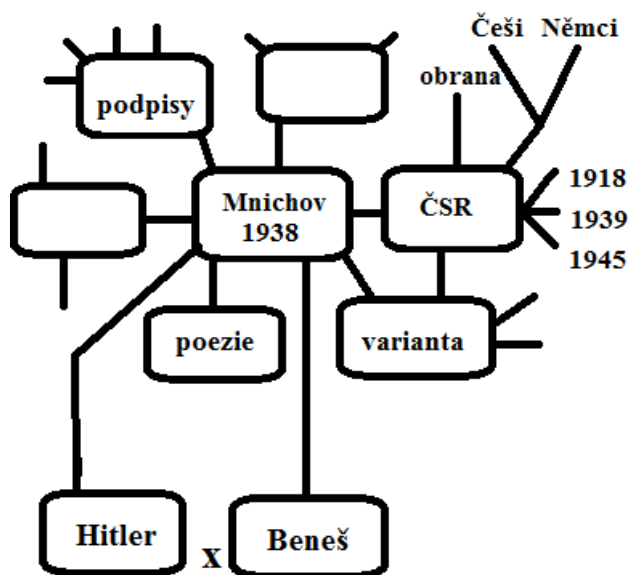 Češi Němci
obrana
podpisy
Mnichov
1938
ČSR
1918
1939
1945
poezie
varianta
Hitler
x
Beneš